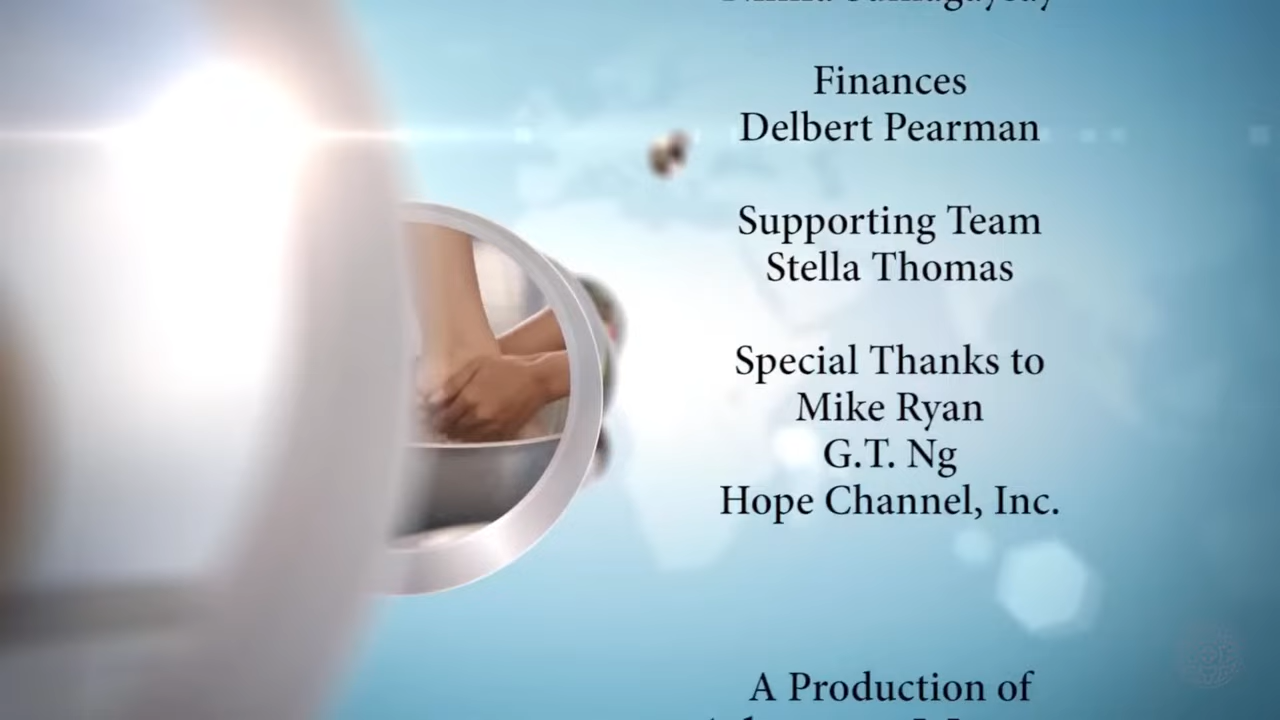 Finances
Delbert Pearman
Supporting Team
Stella Thomas
Special Thanks to
Mike Ryan
G.T. Ng
Hope Channel, Inc.
A Production of